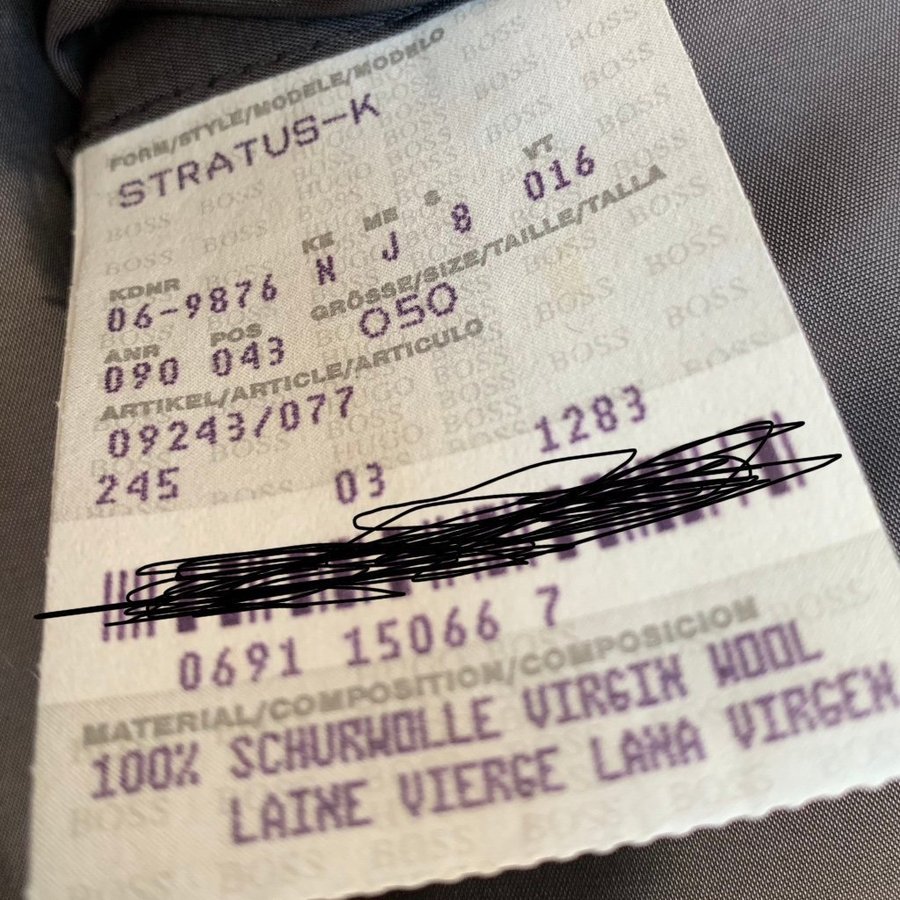 FORM/STYLE/MODELE/MODELO
STRATUS-K
KDNR KE ME S VT
06-9876 N J 8 016
ANR POS GRÖSSE/SIZE/TAILLE/TALLA
090 043 050
ARTIKEL/ARTICLE/ARTICULO
09243/077
245 03 1283
0691 15066 7
MATERIAL/COMPOSITION/COMPOSICION
100% SCHURWOLLE VIRGIN WOOL
LAINE VIERGE LANA VIRGEN